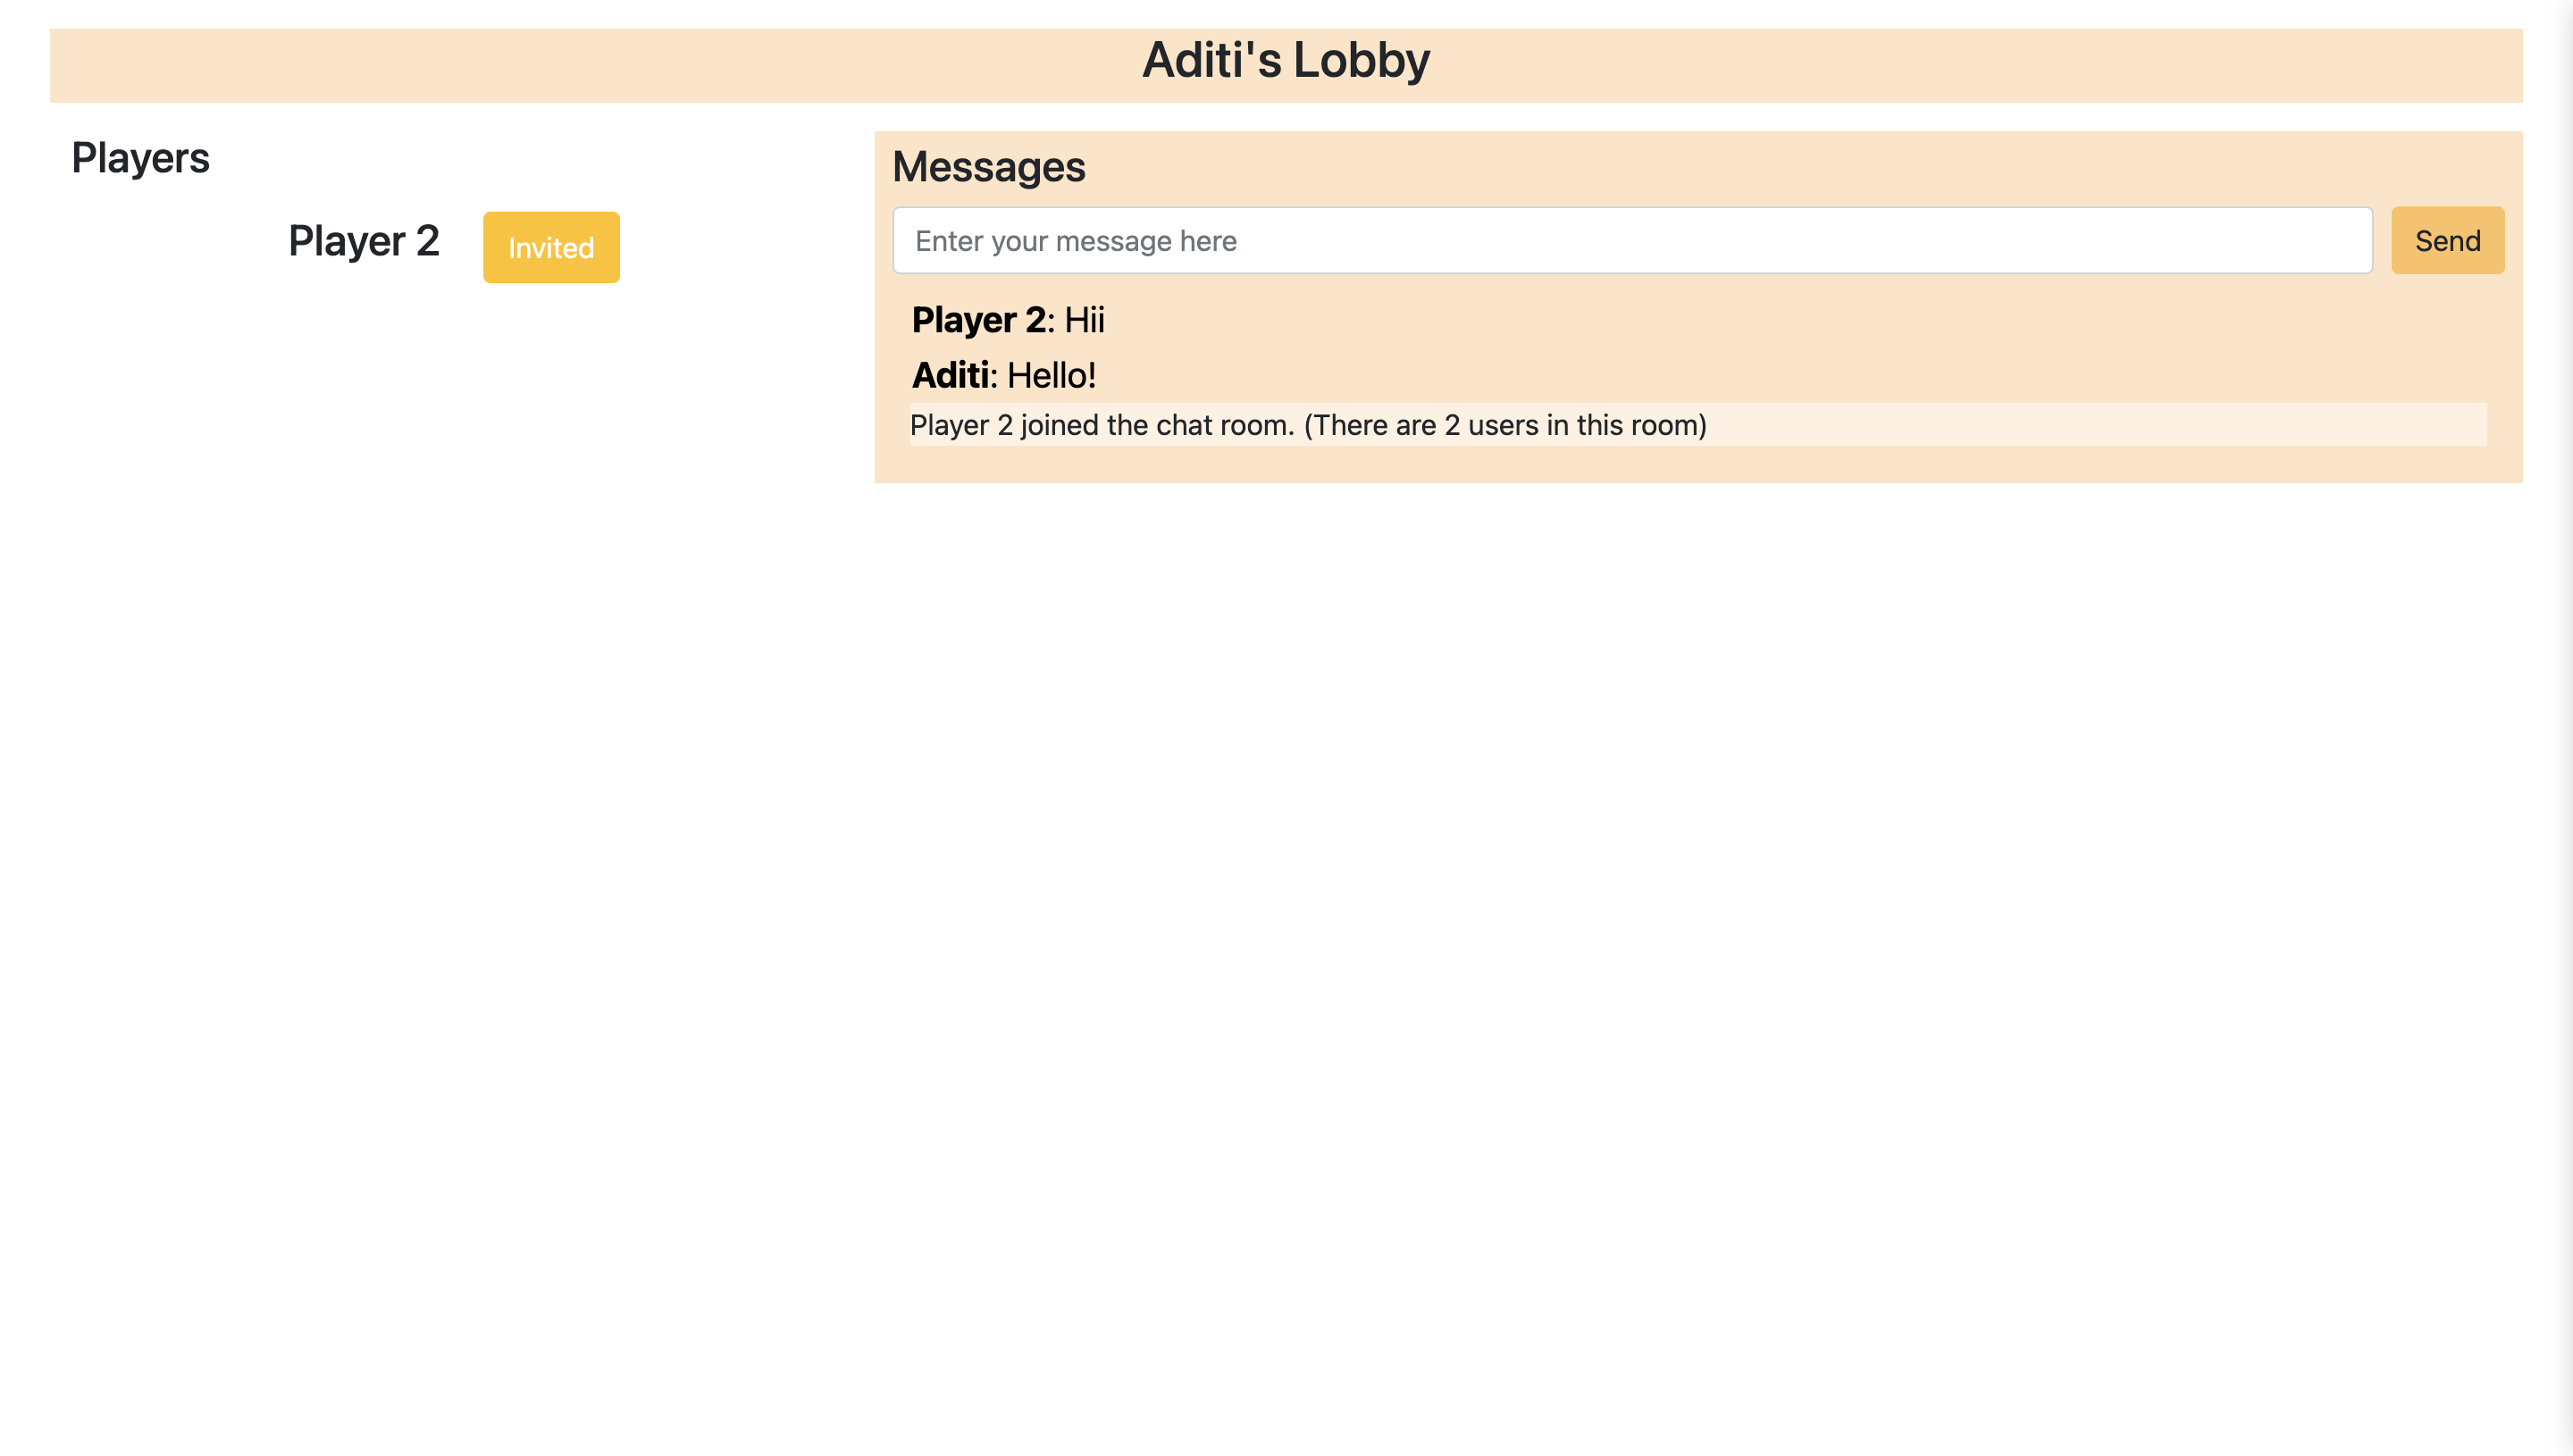 Aditi's Lobby
Players
Player 2
Invited
Messages
Enter your message here
Send
Player 2: Hii
Aditi: Hello!
Player 2 joined the chat room. (There are 2 users in this room)